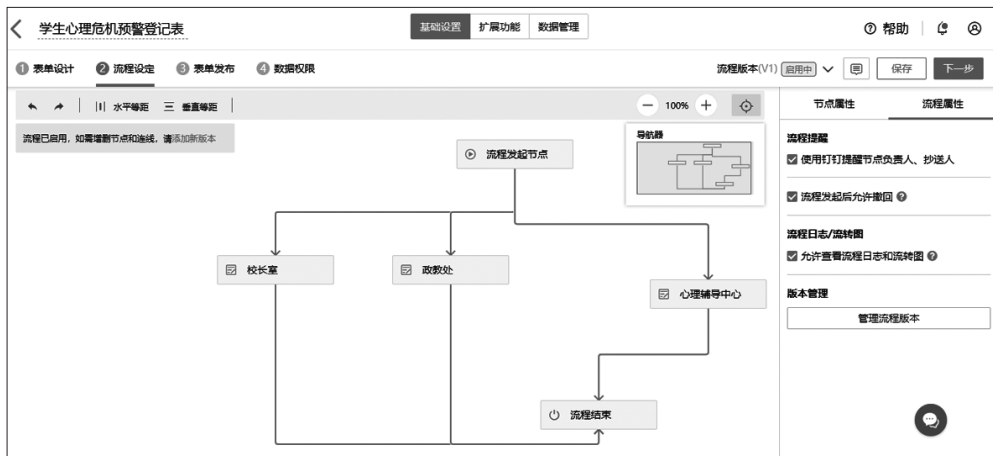 学生心理危机预警登记表
基础设置 扩展功能 数据管理
帮助
1 表单设计 2 流程设定 3 表单发布 4 数据权限
流程版本(V1) 启用中
保存
下一步
水平等距 垂直等距
100%
节点属性 流程属性
流程已启用，如需增删节点和连线，请添加新版本
导航器
流程发起节点
校长室
政教处
心理辅导中心
流程结束
流程提醒
使用钉钉提醒节点负责人、抄送人
流程发起后允许撤回
流程日志/流转图
允许查看流程日志和流转图
版本管理
管理流程版本